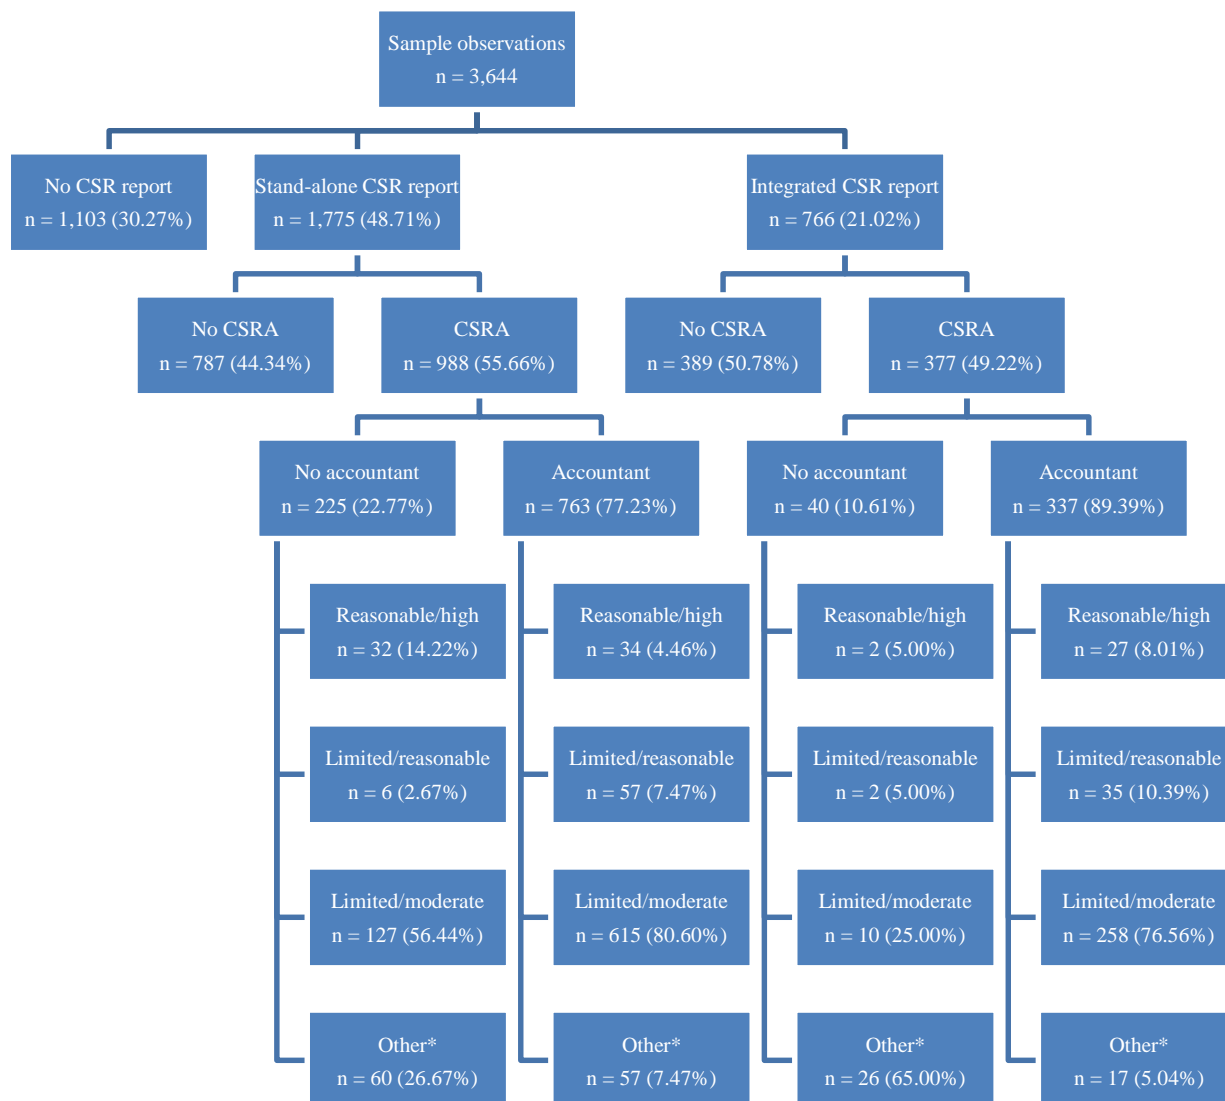 Sample observations
n = 3,644
No CSR report
n = 1,103 (30.27%)
Stand-alone CSR report
n = 1,775 (48.71%)
Integrated CSR report
n = 766 (21.02%)
No CSRA
n = 787 (44.34%)
CSRA
n = 988 (55.66%)
No CSRA
n = 389 (50.78%)
CSRA
n = 377 (49.22%)
No accountant
n = 225 (22.77%)
Accountant
n = 763 (77.23%)
No accountant
n = 40 (10.61%)
Accountant
n = 337 (89.39%)
Reasonable/high
n = 32 (14.22%)
Reasonable/high
n = 34 (4.46%)
Reasonable/high
n = 2 (5.00%)
Reasonable/high
n = 27 (8.01%)
Limited/reasonable
n = 6 (2.67%)
Limited/reasonable
n = 57 (7.47%)
Limited/reasonable
n = 2 (5.00%)
Limited/reasonable
n = 35 (10.39%)
Limited/moderate
n = 127 (56.44%)
Limited/moderate
n = 615 (80.60%)
Limited/moderate
n = 10 (25.00%)
Limited/moderate
n = 258 (76.56%)
Other*
n = 60 (26.67%)
Other*
n = 57 (7.47%)
Other*
n = 26 (65.00%)
Other*
n = 17 (5.04%)